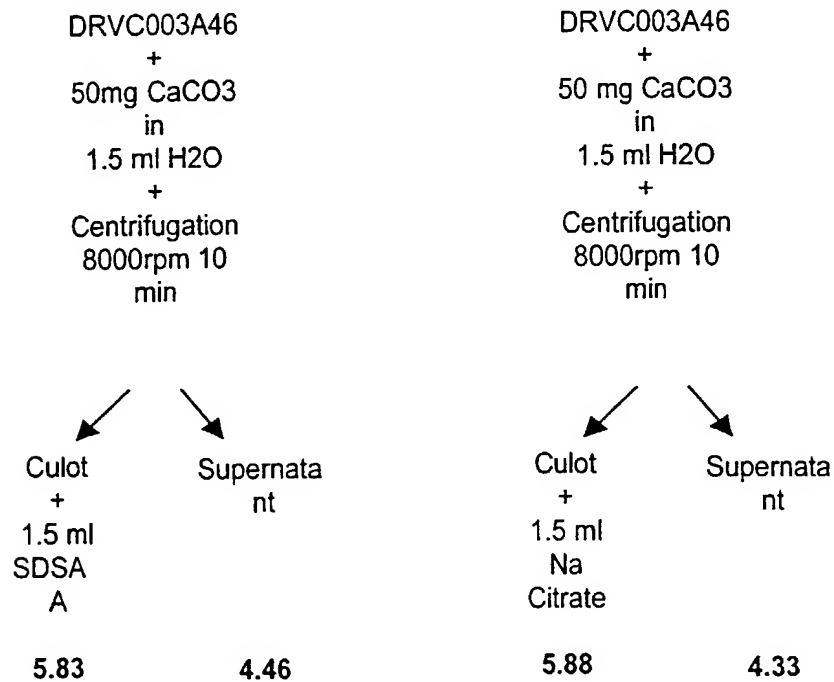 DRVC003A46
+
50mg CaCO3
in
1.5 ml H2O
+
Centrifugation
8000rpm 10
min
Culot
+
1.5 ml
SDSA
A
5.83
Supernata
nt
4.46
DRVC003A46
+
50 mg CaCO3
in
1.5 ml H2O
+
Centrifugation
8000rpm 10
min
Culot
+
1.5 ml
Na
Citrate
5.88
Supernata
nt
4.33